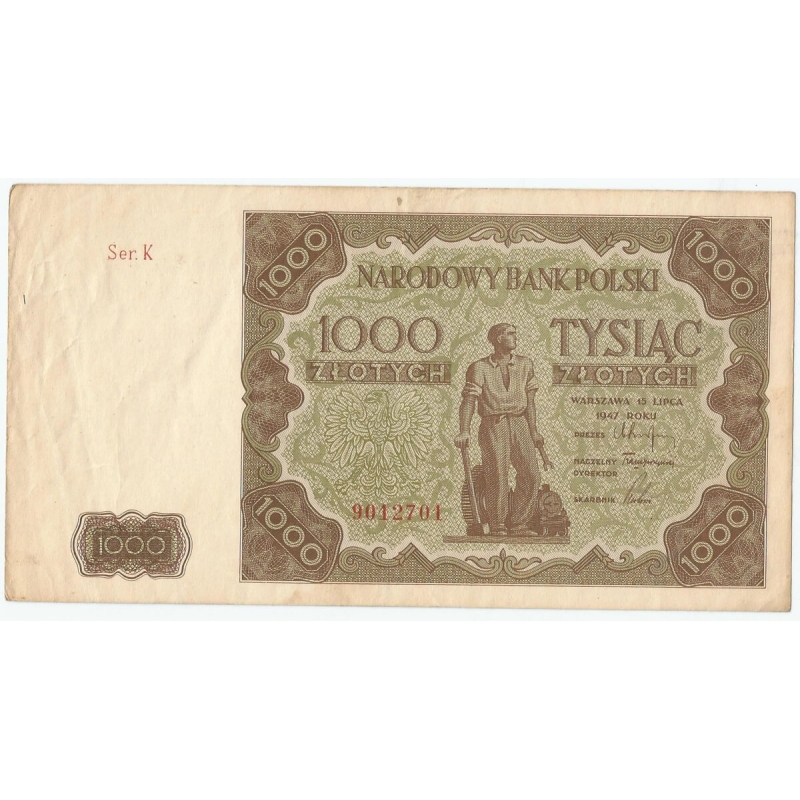 Ser. K
1000
1000
NARODOWY BANK POLSKI
1000 TYSIĄC
ZŁOTYCH ZŁOTYCH
WARSZAWA 15 LIPCA
1947 ROKU
PREZES
NACZELNY
DYREKTOR
SKARBNIK
9012701
1000
1000
1000